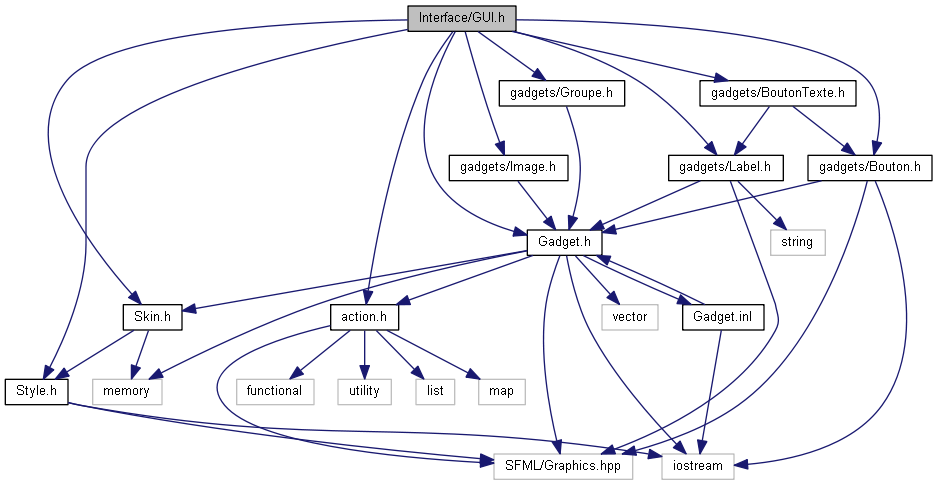 Interface/GUI.h
gadgets/Groupe.h
gadgets/BoutonTexte.h
gadgets/Image.h
gadgets/Label.h
gadgets/Bouton.h
Gadget.h
string
Skin.h
action.h
vector
Gadget.inl
Style.h
memory
functional
utility
list
map
SFML/Graphics.hpp
iostream